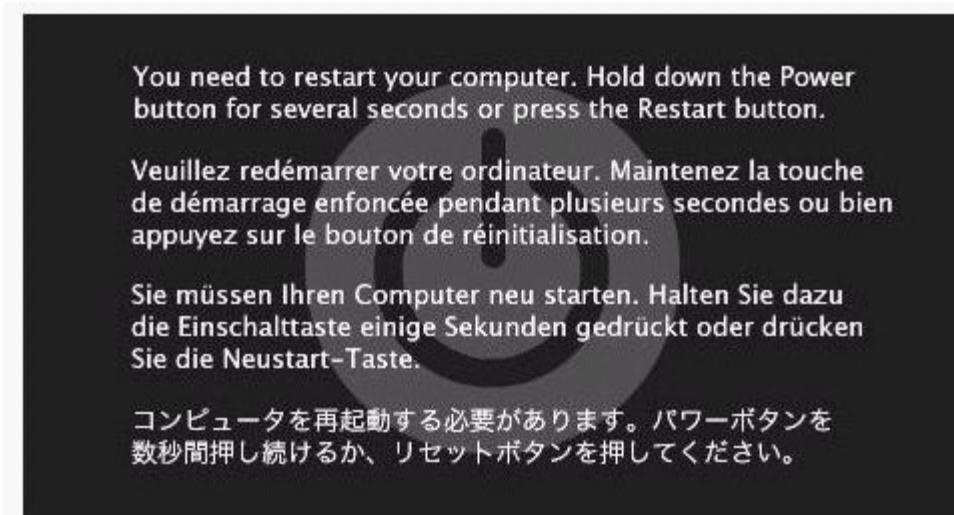 You need to restart your computer. Hold down the Power
button for several seconds or press the Restart button.
Veuillez redémarrer votre ordinateur. Maintenez la touche
de démarrage enfoncée pendant plusieurs secondes ou bien
appuyez sur le bouton de réinitialisation.
Sie müssen Ihren Computer neu starten. Halten Sie dazu
die Einschalttaste einige Sekunden gedrückt oder drücken
Sie die Neustart-Taste.
コンピュータを再起動する必要があります。パワーボタンを
数秒間押し続けるか、リセットボタンを押してください。